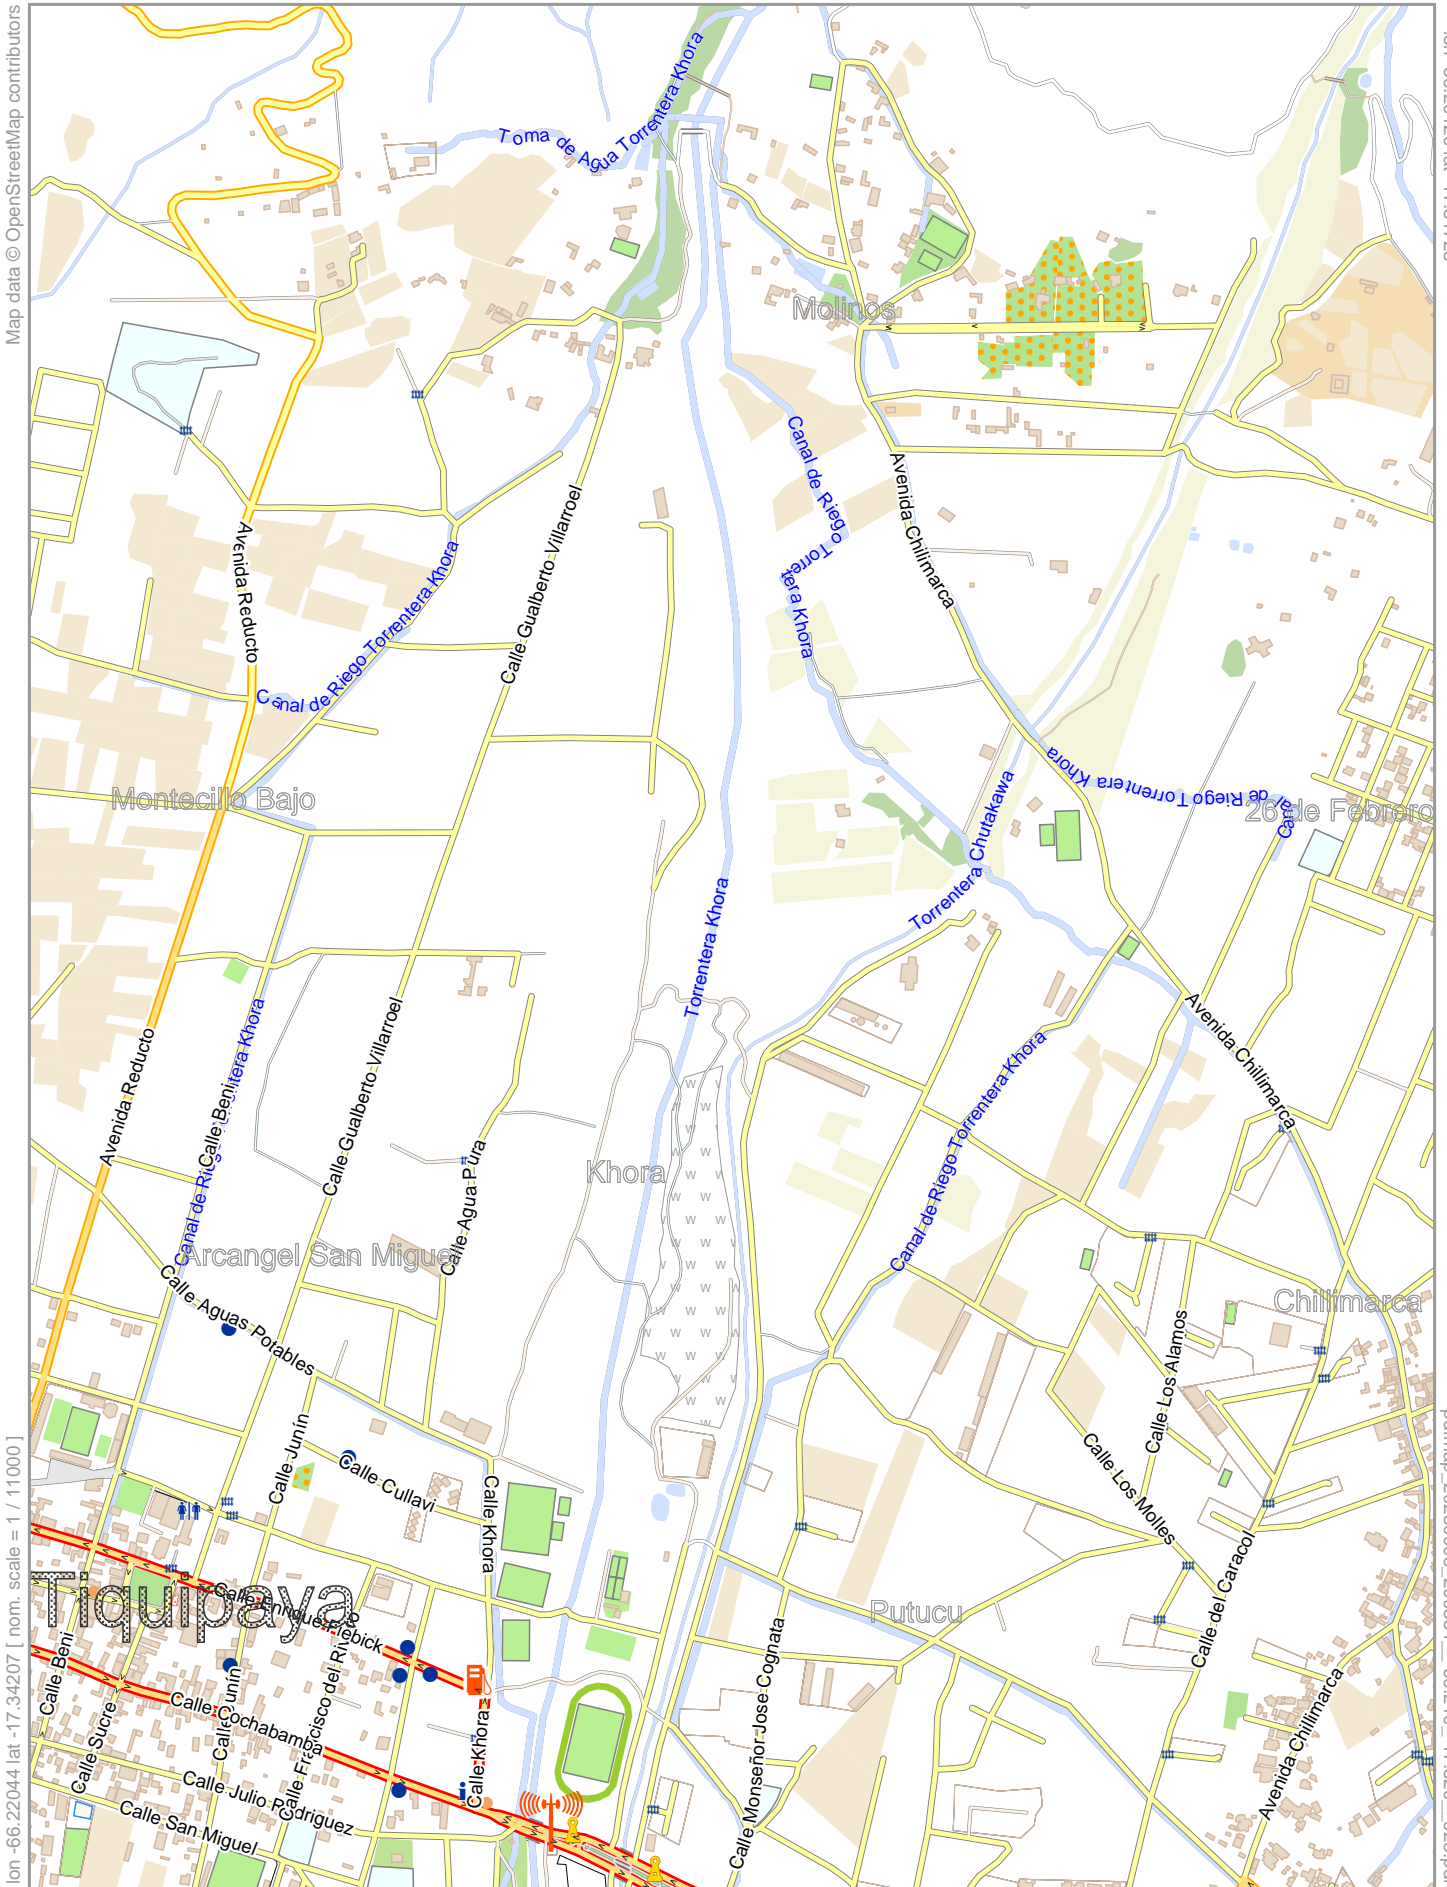 Map data © OpenStreetMap contributors
Toma de Agua Torrentera Khora
Molinos
Canal de Riego Torrentera Khora
Avenida Chilimarca
Calle Gualberto Villarroel
Avenida Reducto
Canal de Riego Torrentera Khora
Montecillo Bajo
de Riego Torrentera Khora
26 de Febrero
Torrentera Chutakawa
Torrentera Khora
Avenida Chillimarca
Avenida Reducto
Calle Beni
Calle Gualberto Villarroel
Canal de Riego Torrentera Khora
Calle Agua Pura
Khora
Arcangel San Miguel
Calle Aguas Potables
Chillimarca
Calle Los Alamos
Calle Junín
Calle Cullavi
Calle Khora
Calle Los Molles
Calle del Caracol
Tiquipaya
Calle Enrique Flebick
Putucu
Calle Beni
Calle Sucre
Calle Cochabamba
Calle Junín
Calle Francisco del Rivero
Calle Khora
Calle Monseñor Jose Cognata
Avenida Chillimarca
Calle Julio Rodriguez
Calle San Miguel
lon -66.22044 lat -17.34207 [ nom. scale = 1 / 11000 ]